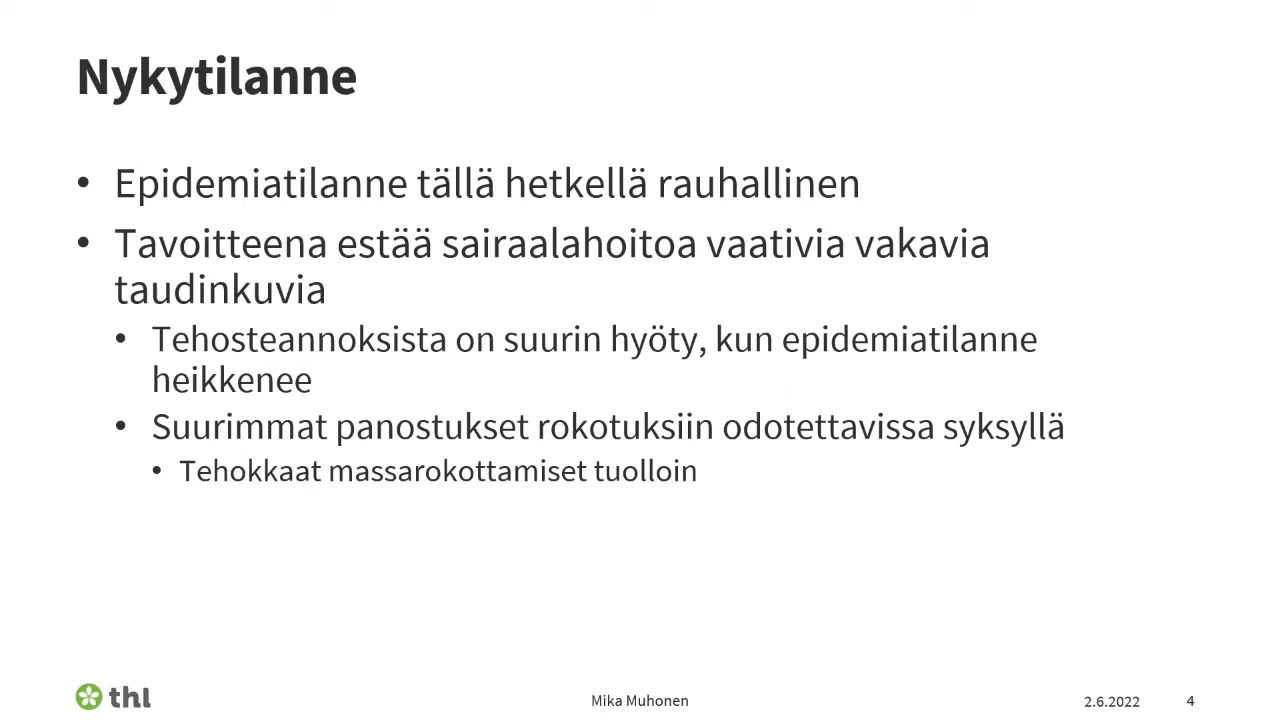 Nykytilanne
• Epidemiatilanne tällä hetkellä rauhallinen
• Tavoitteena estää sairaalahoitoa vaativia vakavia
taudinkuvia
• Tehosteannoksista on suurin hyöty, kun epidemiatilanne
heikkenee
• Suurimmat panostukset rokotuksiin odotettavissa syksyllä
• Tehokkaat massarokottamiset tuolloin
thl
Mika Muhonen
2.6.2022
4